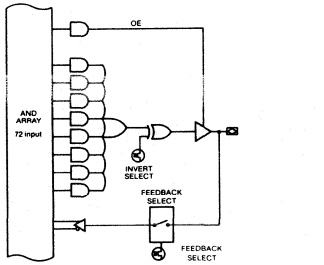 OE
AND
ARRAY
72 input
INVERT
SELECT
FEEDBACK
SELECT
FEEDBACK
SELECT